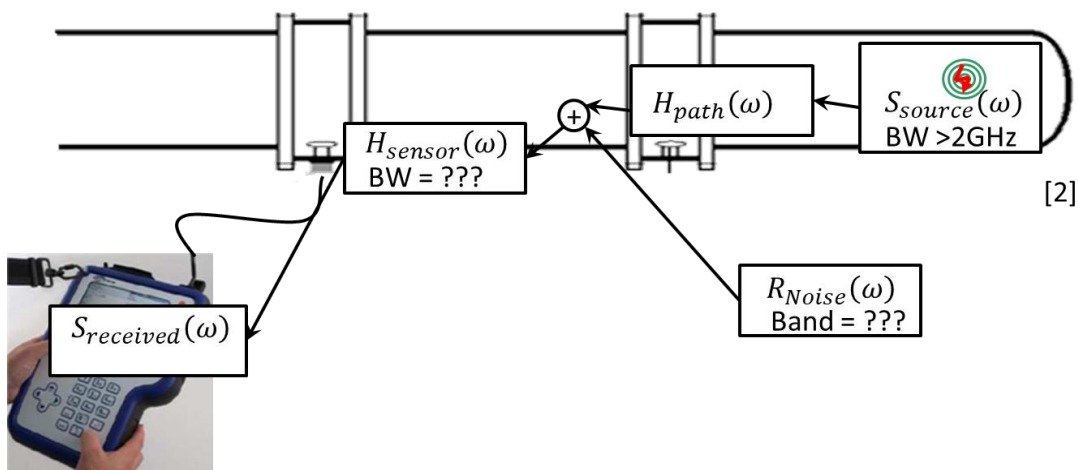 H_path(ω)
S_source(ω)
BW >2GHz
+
H_sensor(ω)
BW = ???
[2]
R_Noise(ω)
Band = ???
S_received(ω)